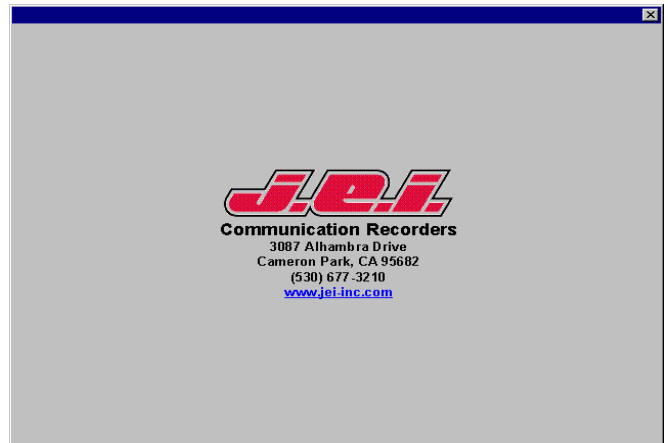 j.e.i.
Communication Recorders
3087 Alhambra Drive
Cameron Park, CA 95682
(530) 677-3210
www.jei-inc.com